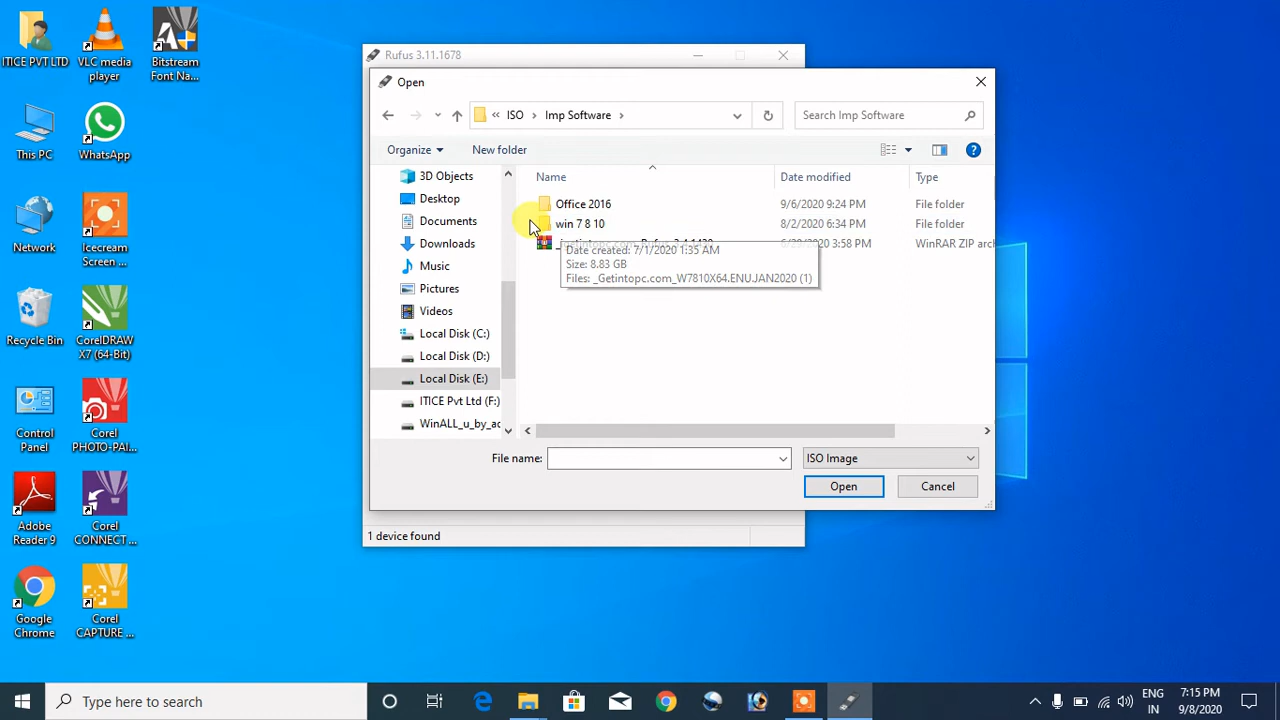 ITICE PVT LTD
VLC media player
Bitstream Font Na...
This PC
WhatsApp
Network
Icecream Screen ...
Recycle Bin
CorelDRAW X7 (64-Bit)
Control Panel
Corel PHOTO-PAI...
Adobe Reader 9
Corel CONNECT ...
Google Chrome
Corel CAPTURE ...
Rufus 3.11.1678
Open
« ISO › Imp Software ›
Search Imp Software
Organize
New folder
3D Objects
Desktop
Documents
Downloads
Music
Pictures
Videos
Local Disk (C:)
Local Disk (D:)
Local Disk (E:)
ITICE Pvt Ltd (F:)
WinALL_u_by_ac
Name Date modified Type
Office 2016 9/6/2020 9:24 PM File folder
win 7 8 10 8/2/2020 6:34 PM File folder
3:58 PM WinRAR ZIP arch
Date created: 7/1/2020 1:35 AM
Size: 8.83 GB
Files: _Getintopc.com_W7810X64.ENU.JAN2020 (1)
File name:
ISO Image
Open
Cancel
1 device found
Type here to search
ENG
IN
7:15 PM
9/8/2020